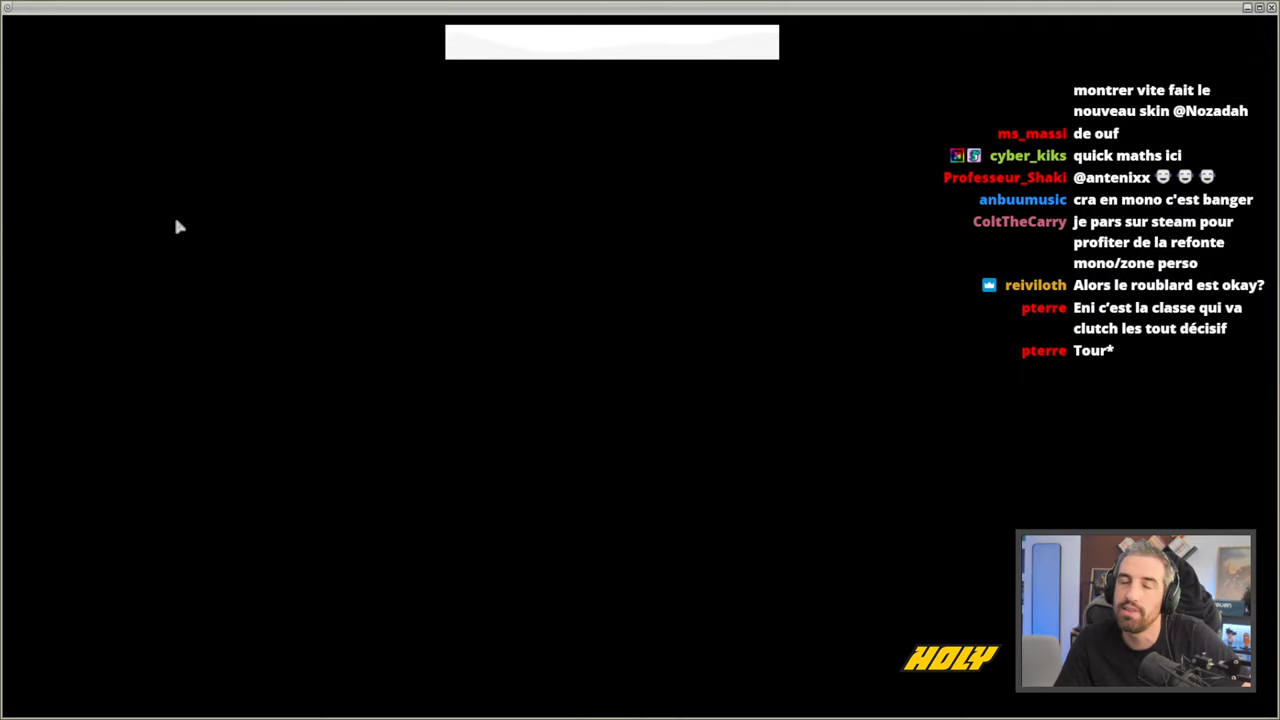 montrer vite fait le
nouveau skin @Nozadah
ms_massi de ouf
cyber_kiks quick maths ici
Professeur_Shaki @antenixx
anbuumusic cra en mono c'est banger
ColtTheCarry je pars sur steam pour
profiter de la refonte
mono/zone perso
reiviloth Alors le roublard est okay?
pterre Eni c’est la classe qui va
clutch les tout décisif
pterre Tour*
HOLY